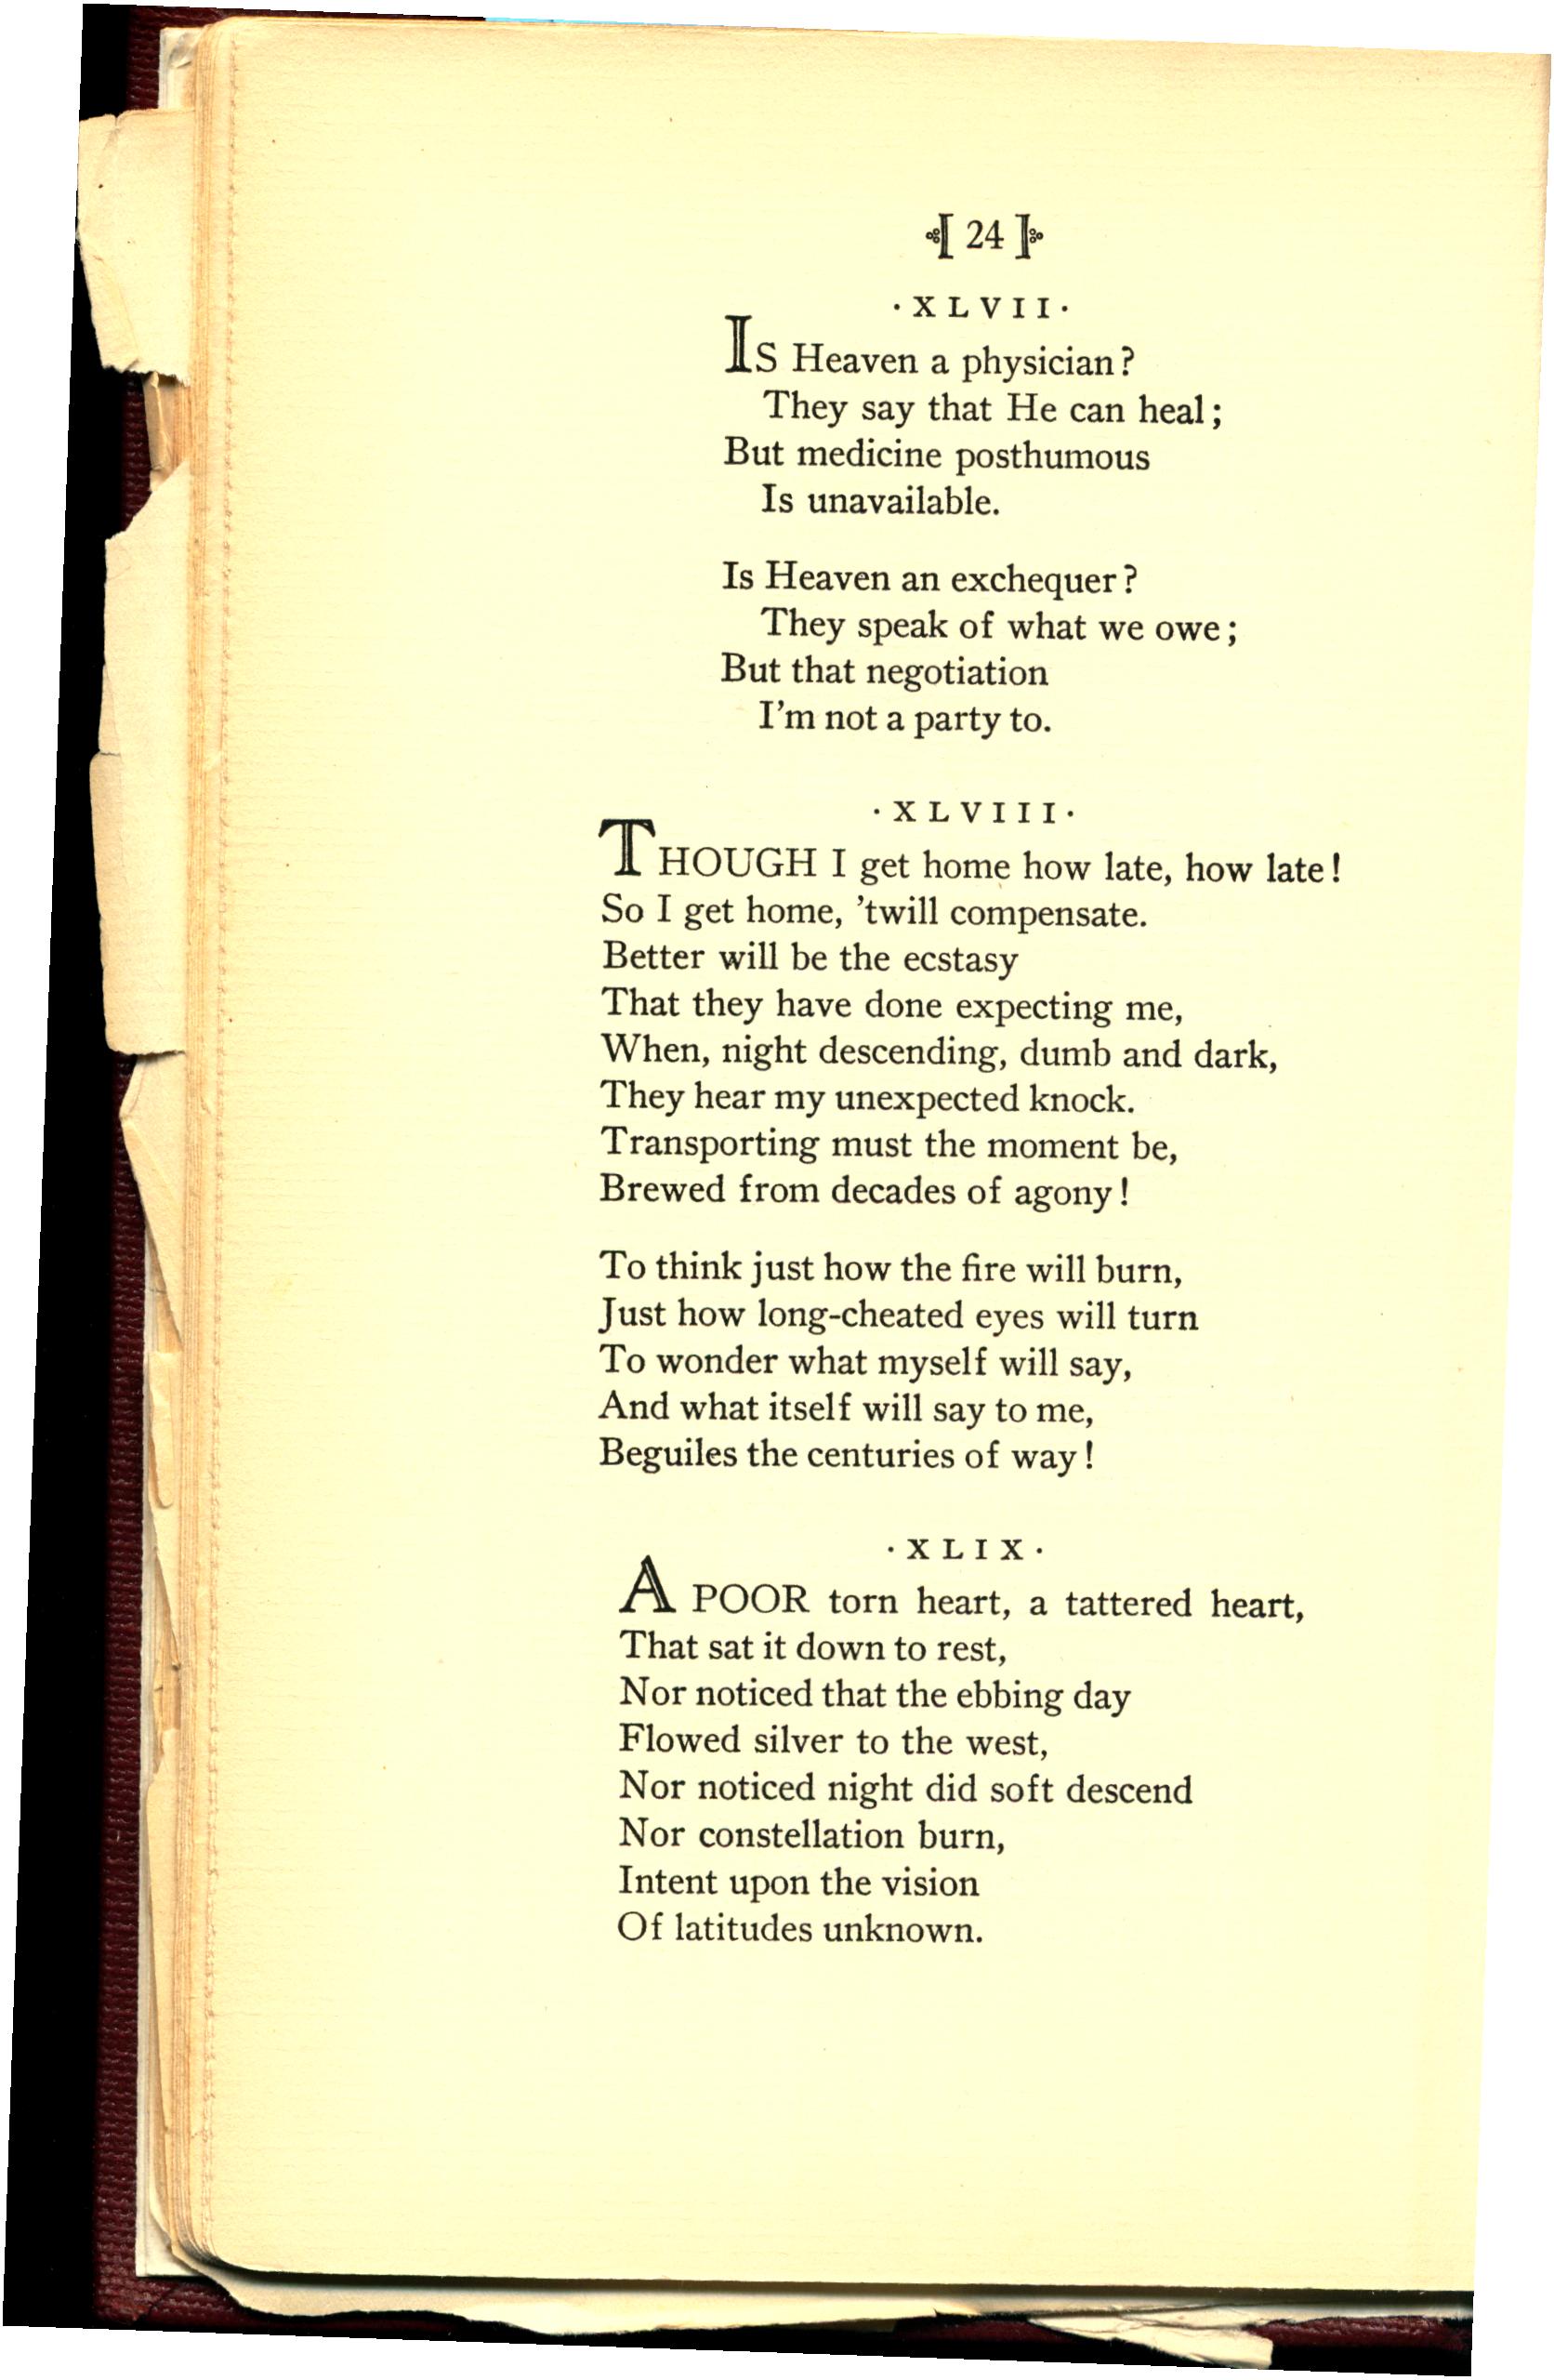 [ 24 ]
·XLVII·
IS Heaven a physician?
They say that He can heal;
But medicine posthumous
Is unavailable.
Is Heaven an exchequer?
They speak of what we owe;
But that negotiation
I'm not a party to.
·XLVIII·
THOUGH I get home how late, how late!
So I get home, 'twill compensate.
Better will be the ecstasy
That they have done expecting me,
When, night descending, dumb and dark,
They hear my unexpected knock.
Transporting must the moment be,
Brewed from decades of agony!
To think just how the fire will burn,
Just how long-cheated eyes will turn
To wonder what myself will say,
And what itself will say to me,
Beguiles the centuries of way!
·XLIX·
A POOR torn heart, a tattered heart,
That sat it down to rest,
Nor noticed that the ebbing day
Flowed silver to the west,
Nor noticed night did soft descend
Nor constellation burn,
Intent upon the vision
Of latitudes unknown.